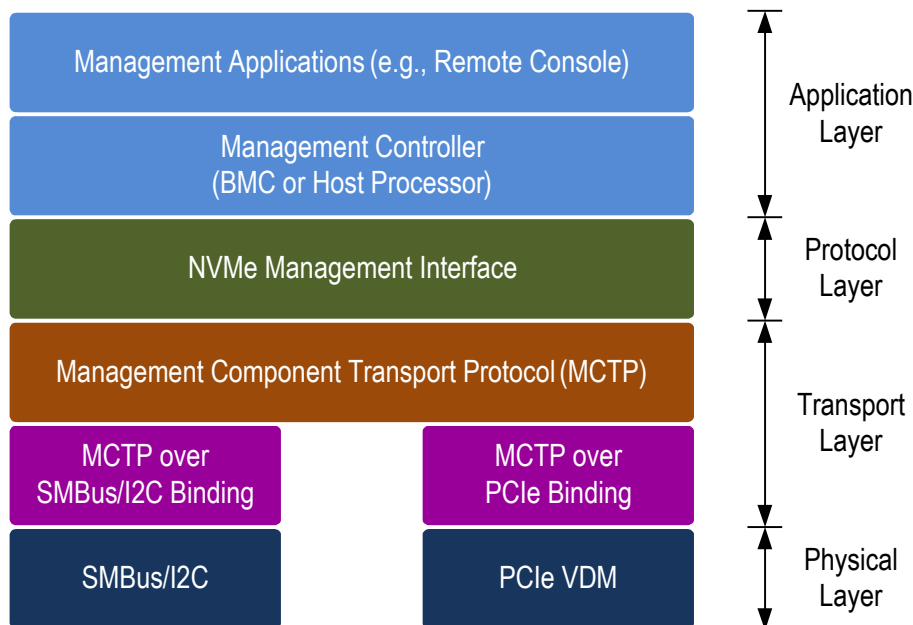 Management Applications (e.g., Remote Console)
Management Controller
(BMC or Host Processor)
Application
Layer
NVMe Management Interface
Protocol
Layer
Management Component Transport Protocol (MCTP)
MCTP over
SMBus/I2C Binding
MCTP over
PCIe Binding
Transport
Layer
SMBus/I2C
PCIe VDM
Physical
Layer